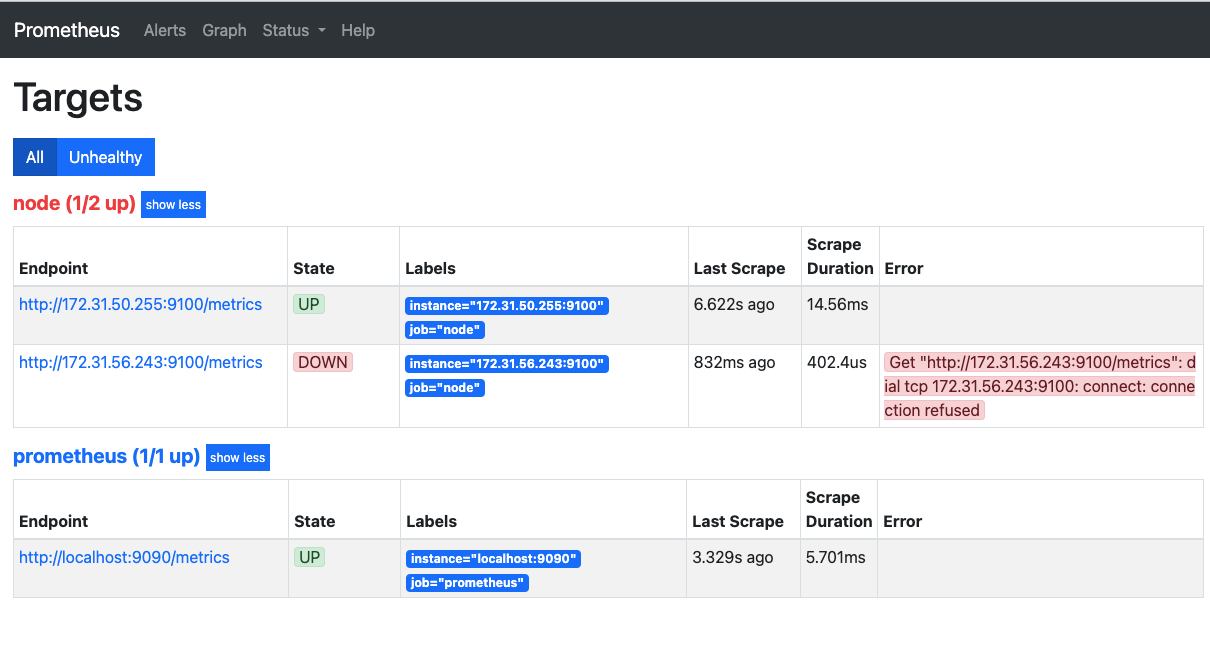 Prometheus Alerts Graph Status Help
Targets
All Unhealthy
node (1/2 up) show less
Endpoint State Labels Last Scrape Scrape Duration Error
http://172.31.50.255:9100/metrics UP instance="172.31.50.255:9100" 6.622s ago 14.56ms
job="node"
http://172.31.56.243:9100/metrics DOWN instance="172.31.56.243:9100" 832ms ago 402.4us Get "http://172.31.56.243:9100/metrics": d
job="node" ial tcp 172.31.56.243:9100: connect: conne
ction refused
prometheus (1/1 up) show less
Endpoint State Labels Last Scrape Scrape Duration Error
http://localhost:9090/metrics UP instance="localhost:9090" 3.329s ago 5.701ms
job="prometheus"